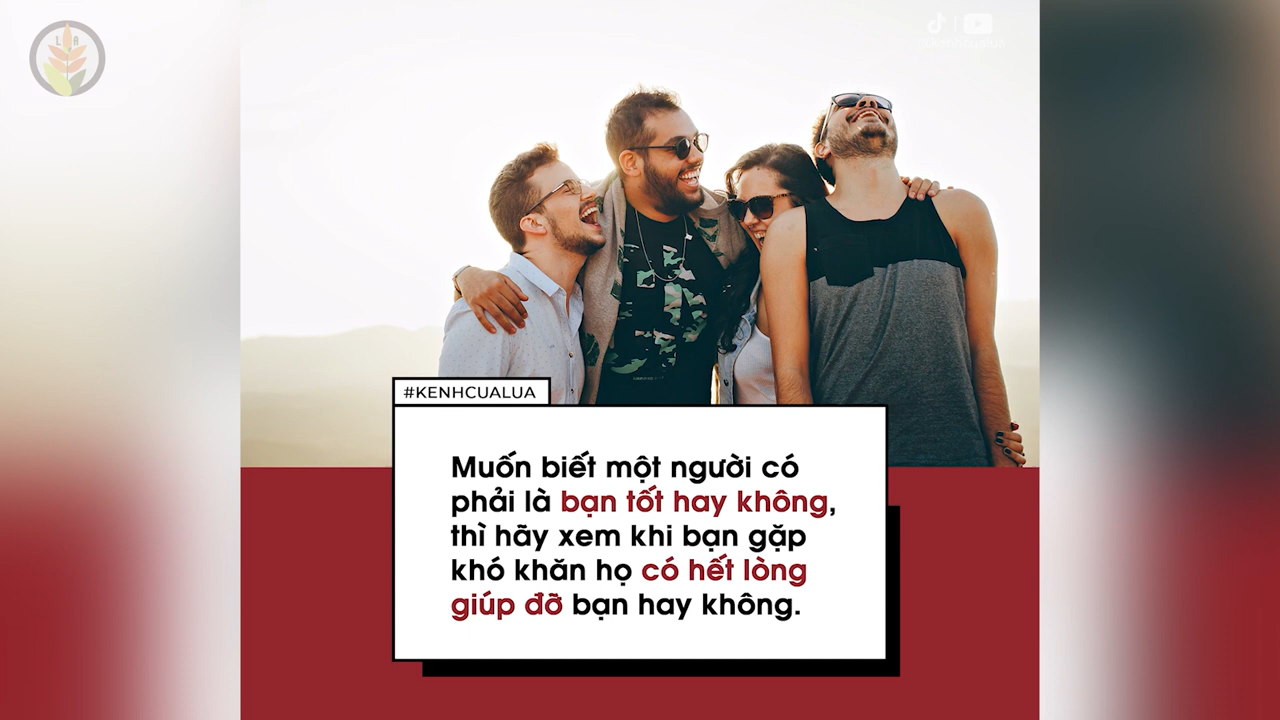 L A
#KENHCUALUA
Muốn biết một người có
phải là bạn tốt hay không,
thì hãy xem khi bạn gặp
khó khăn họ có hết lòng
giúp đỡ bạn hay không.